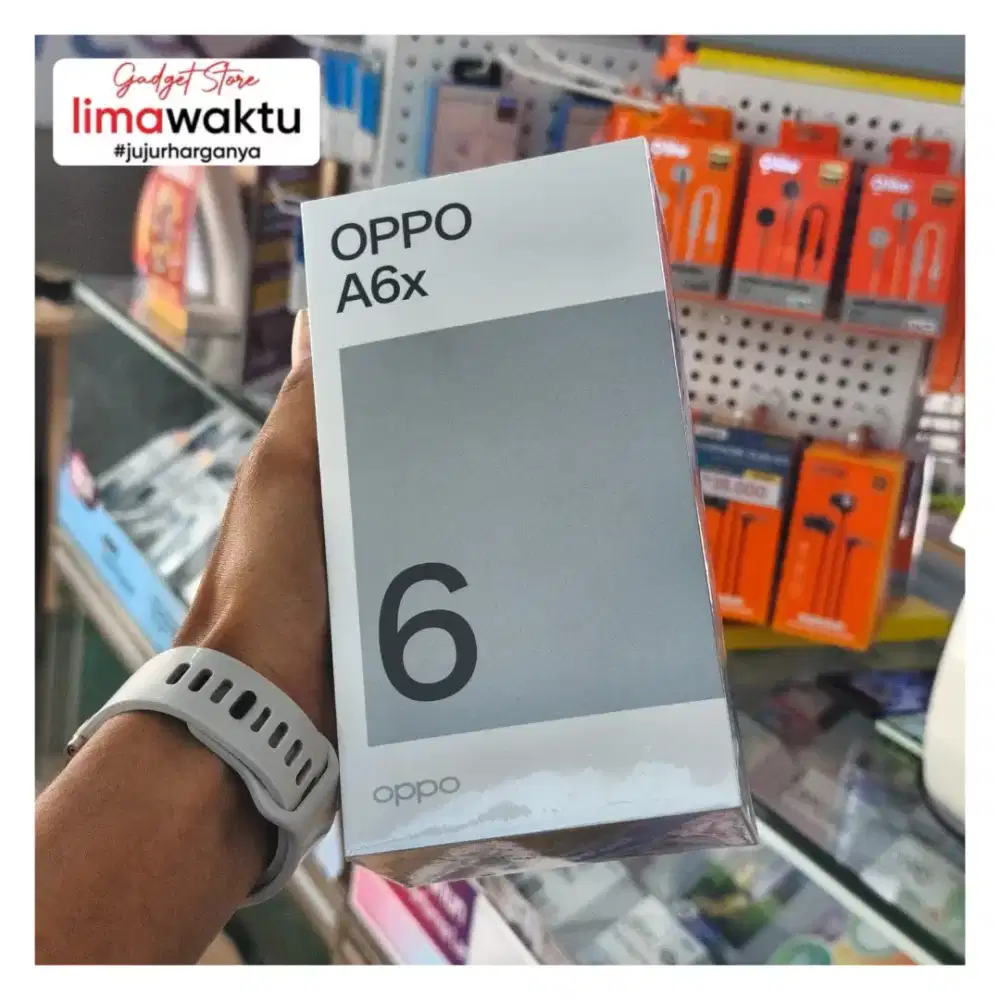 Gadget Store
limawaktu
#jujurharganya
OPPO
A6x
6
oppo